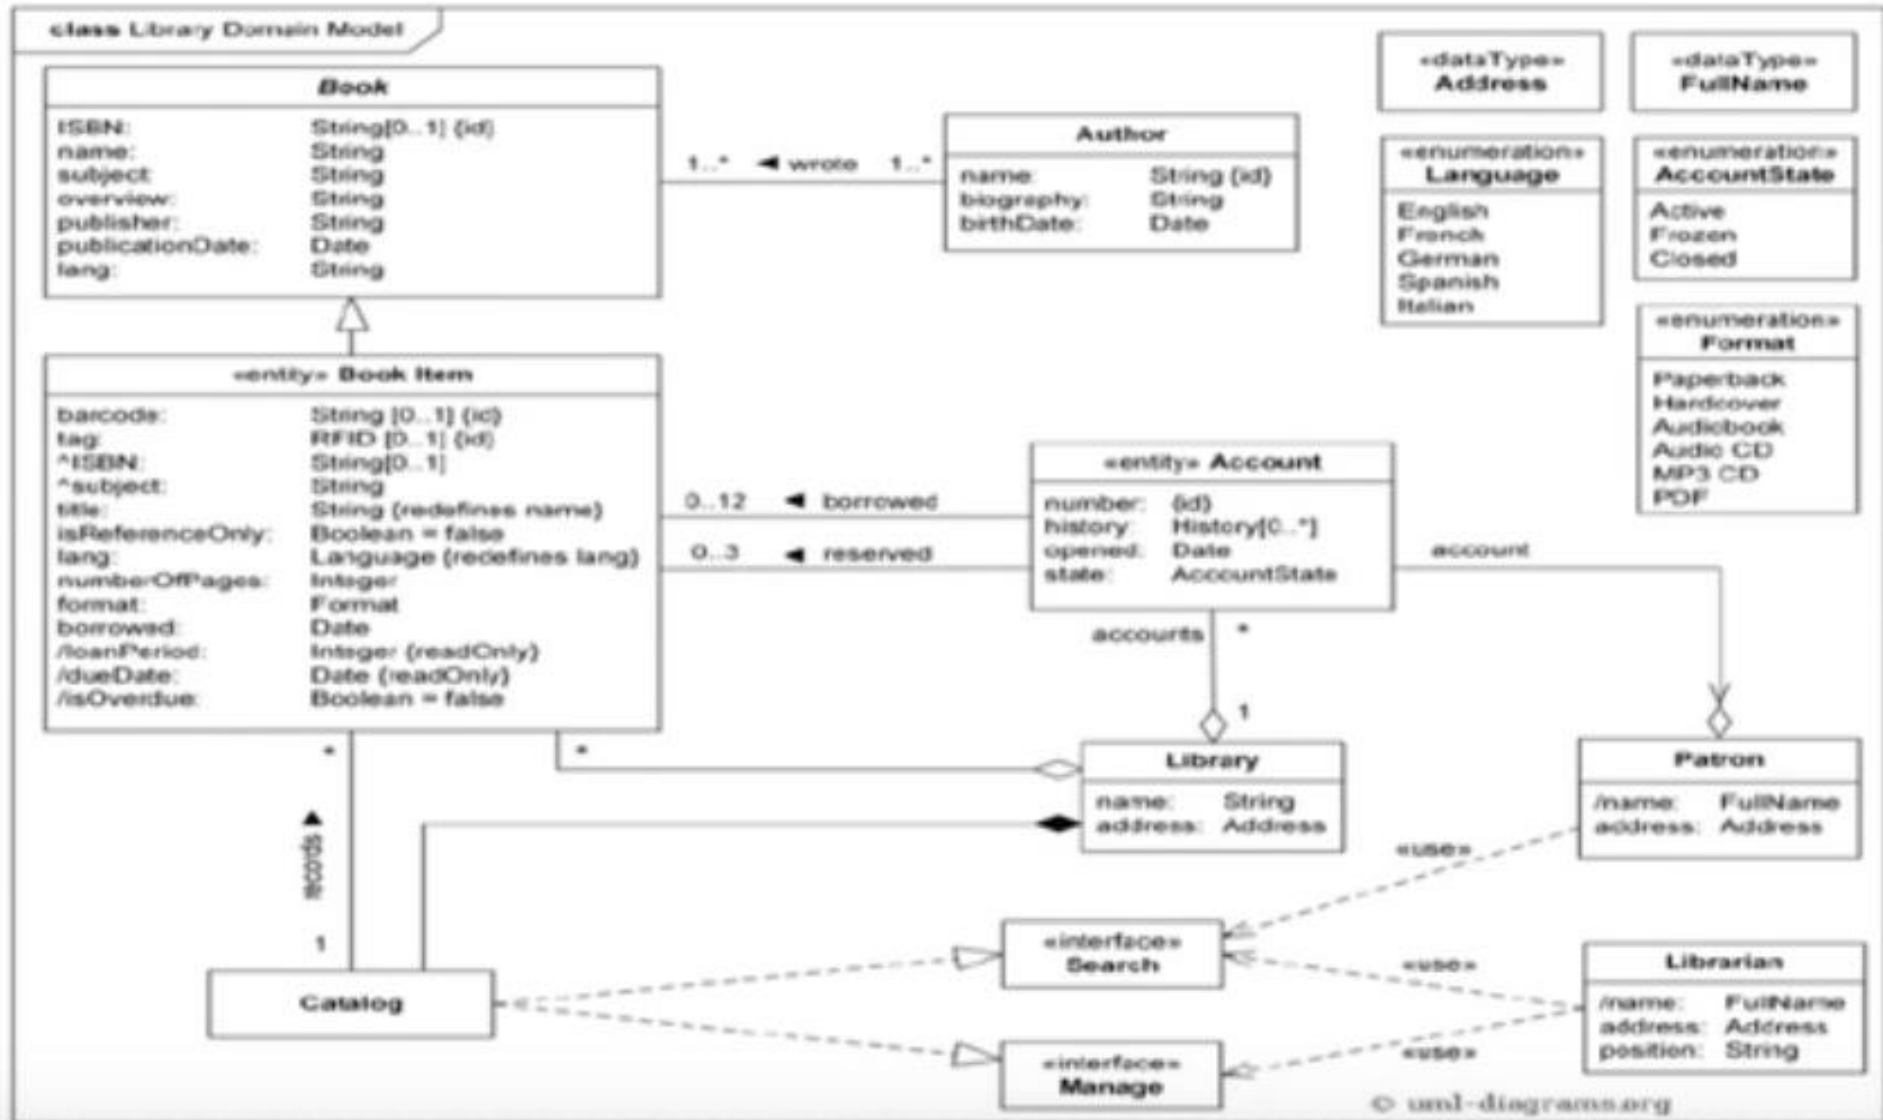 class Library Domain Model
Book
ISBN: String[0..1] {id}
name: String
subject: String
overview: String
publisher: String
publicationDate: Date
lang: String
1..* ◄ wrote 1..*
Author
name: String {id}
biography: String
birthDate: Date
«dataType»
Address
«dataType»
FullName
«enumeration»
Language
English
French
German
Spanish
Italian
«enumeration»
AccountState
Active
Frozen
Closed
«enumeration»
Format
Paperback
Hardcover
Audiobook
Audio CD
MP3 CD
PDF
«entity» Book Item
barcode: String [0..1] {id}
tag: RFID [0..1] {id}
^ISBN: String[0..1]
^subject: String
title: String {redefines name}
isReferenceOnly: Boolean = false
lang: Language {redefines lang}
numberOfPages: Integer
format: Format
borrowed: Date
/loanPeriod: Integer {readOnly}
/dueDate: Date {readOnly}
/isOverdue: Boolean = false
0..12 ◄ borrowed
0..3 ◄ reserved
«entity» Account
number: {id}
history: History[0..*]
opened: Date
state: AccountState
account
accounts *
1
* *
Library
name: String
address: Address
Patron
/name: FullName
address: Address
records ►
1
«use»
Catalog
«interface»
Search
«use»
Librarian
/name: FullName
address: Address
position: String
«interface»
Manage
«use»
© uml-diagrams.org